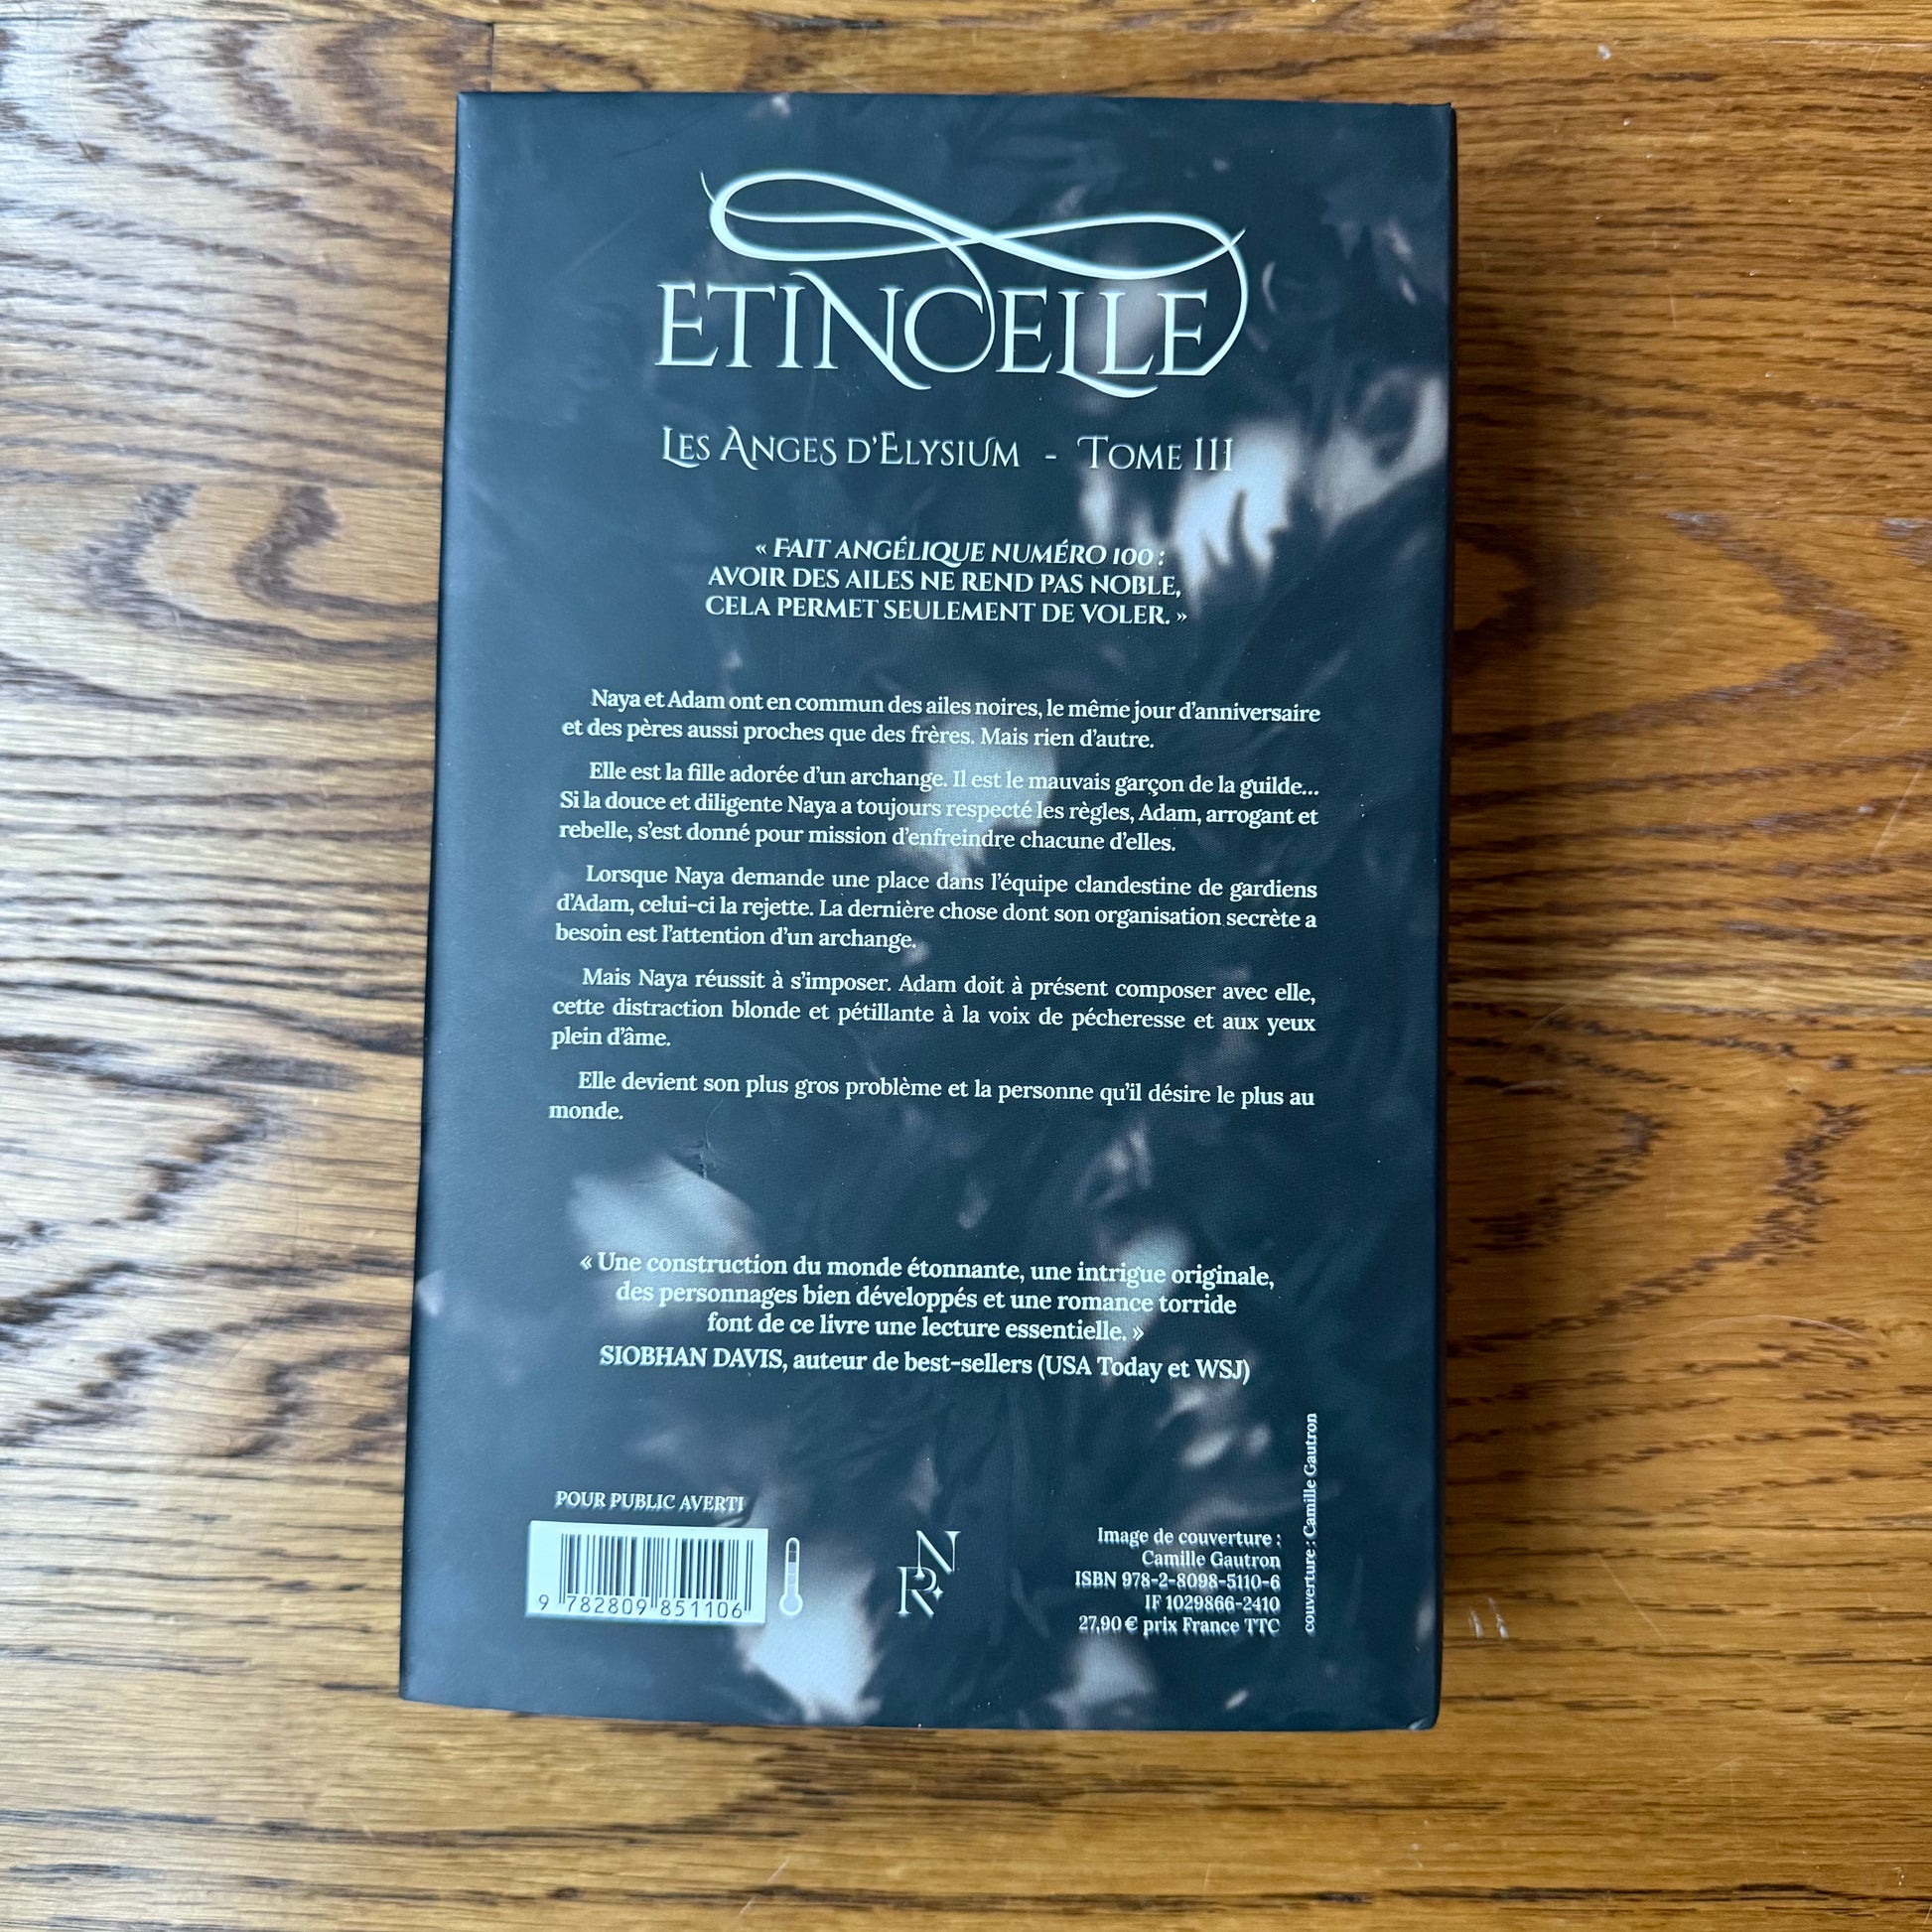 ETINCELLE
LES ANGES D'ELYSIUM - TOME III
« FAIT ANGÉLIQUE NUMÉRO 100 :
AVOIR DES AILES NE REND PAS NOBLE,
CELA PERMET SEULEMENT DE VOLER. »
Naya et Adam ont en commun des ailes noires, le même jour d'anniversaire
et des pères aussi proches que des frères. Mais rien d'autre.
Elle est la fille adorée d'un archange. Il est le mauvais garçon de la guilde...
Si la douce et diligente Naya a toujours respecté les règles, Adam, arrogant et
rebelle, s'est donné pour mission d'enfreindre chacune d'elles.
Lorsque Naya demande une place dans l'équipe clandestine de gardiens
d'Adam, celui-ci la rejette. La dernière chose dont son organisation secrète a
besoin est l'attention d'un archange.
Mais Naya réussit à s'imposer. Adam doit à présent composer avec elle,
cette distraction blonde et pétillante à la voix de pécheresse et aux yeux
plein d'âme.
Elle devient son plus gros problème et la personne qu'il désire le plus au
monde.
« Une construction du monde étonnante, une intrigue originale,
des personnages bien développés et une romance torride
font de ce livre une lecture essentielle. »
SIOBHAN DAVIS, auteur de best-sellers (USA Today et WSJ)
POUR PUBLIC AVERTI
9 782809 851106
NR
Image de couverture :
Camille Gautron
ISBN 978-2-8098-5110-6
IF 1029866-2410
27,90 € prix France TTC
couverture : Camille Gautron